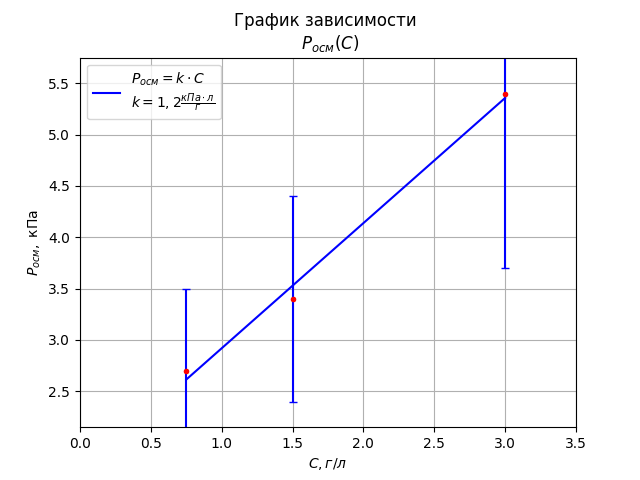 График зависимости
P_осм(C)
P_осм = k · C
k = 1, 2 кПа·л/г
5.5
5.0
4.5
4.0
3.5
3.0
2.5
P_осм, кПа
0.0 0.5 1.0 1.5 2.0 2.5 3.0 3.5
C, г/л